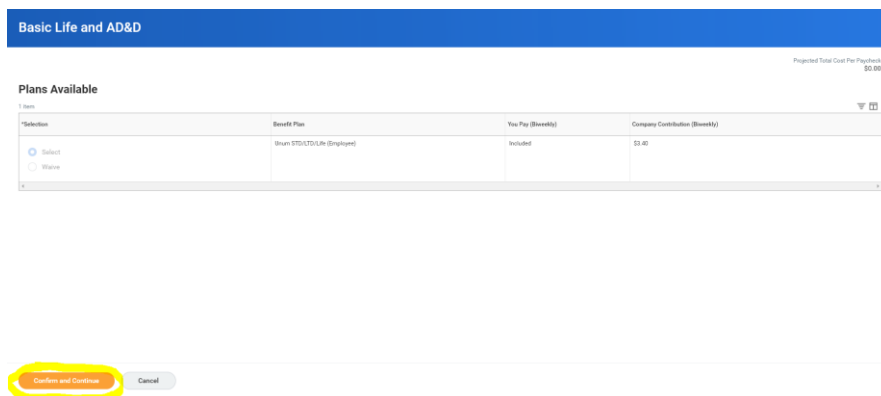 Basic Life and AD&D
Projected Total Cost Per Paycheck
$0.00
Plans Available
1 item
*Selection Benefit Plan You Pay (Biweekly) Company Contribution (Biweekly)
Select Unum STD/LTD/Life (Employee) Included $3.40
Waive
Confirm and Continue Cancel